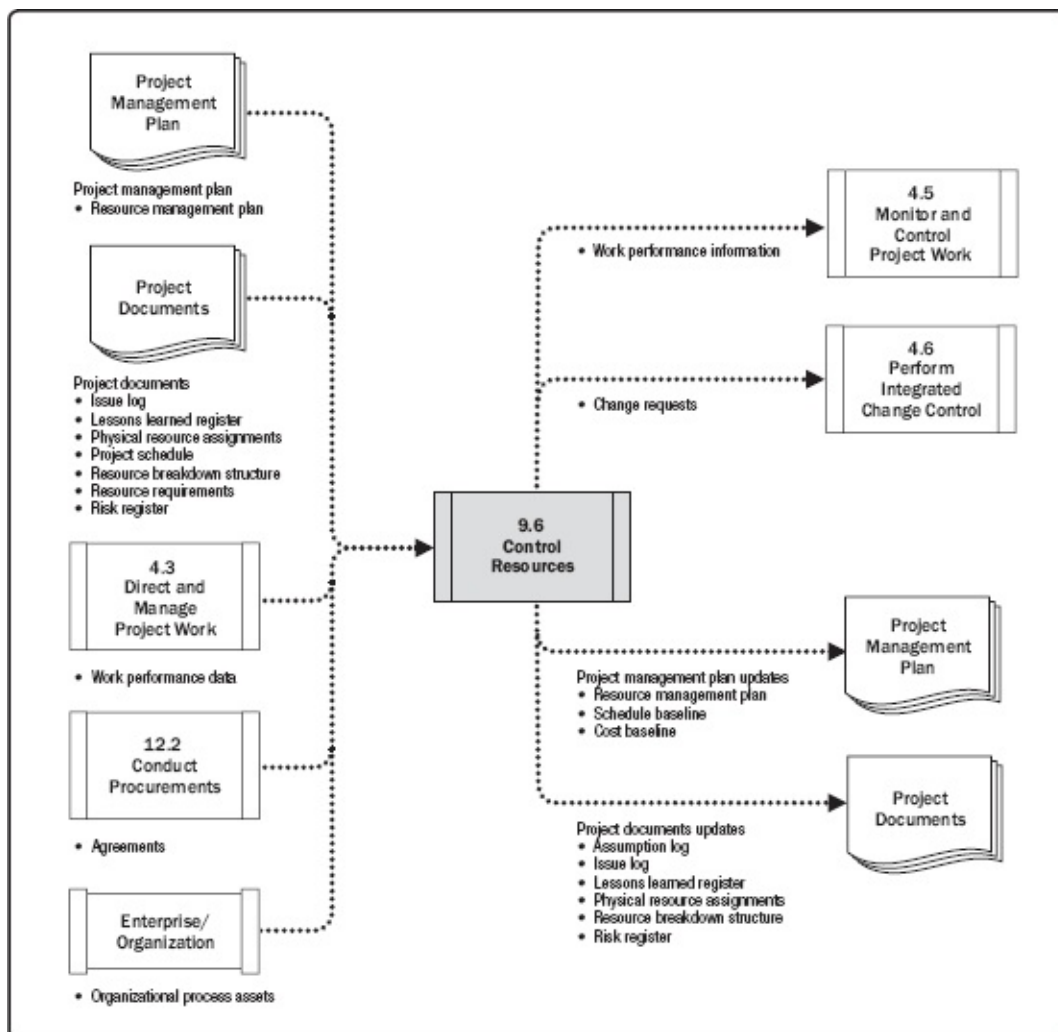 Project
Management
Plan
Project management plan
• Resource management plan
Project
Documents
Project documents
• Issue log
• Lessons learned register
• Physical resource assignments
• Project schedule
• Resource breakdown structure
• Resource requirements
• Risk register
4.3
Direct and
Manage
Project Work
• Work performance data
12.2
Conduct
Procurements
• Agreements
Enterprise/
Organization
• Organizational process assets
9.6
Control
Resources
• Work performance information
4.5
Monitor and
Control
Project Work
• Change requests
4.6
Perform
Integrated
Change Control
Project management plan updates
• Resource management plan
• Schedule baseline
• Cost baseline
Project
Management
Plan
Project documents updates
• Assumption log
• Issue log
• Lessons learned register
• Physical resource assignments
• Resource breakdown structure
• Risk register
Project
Documents